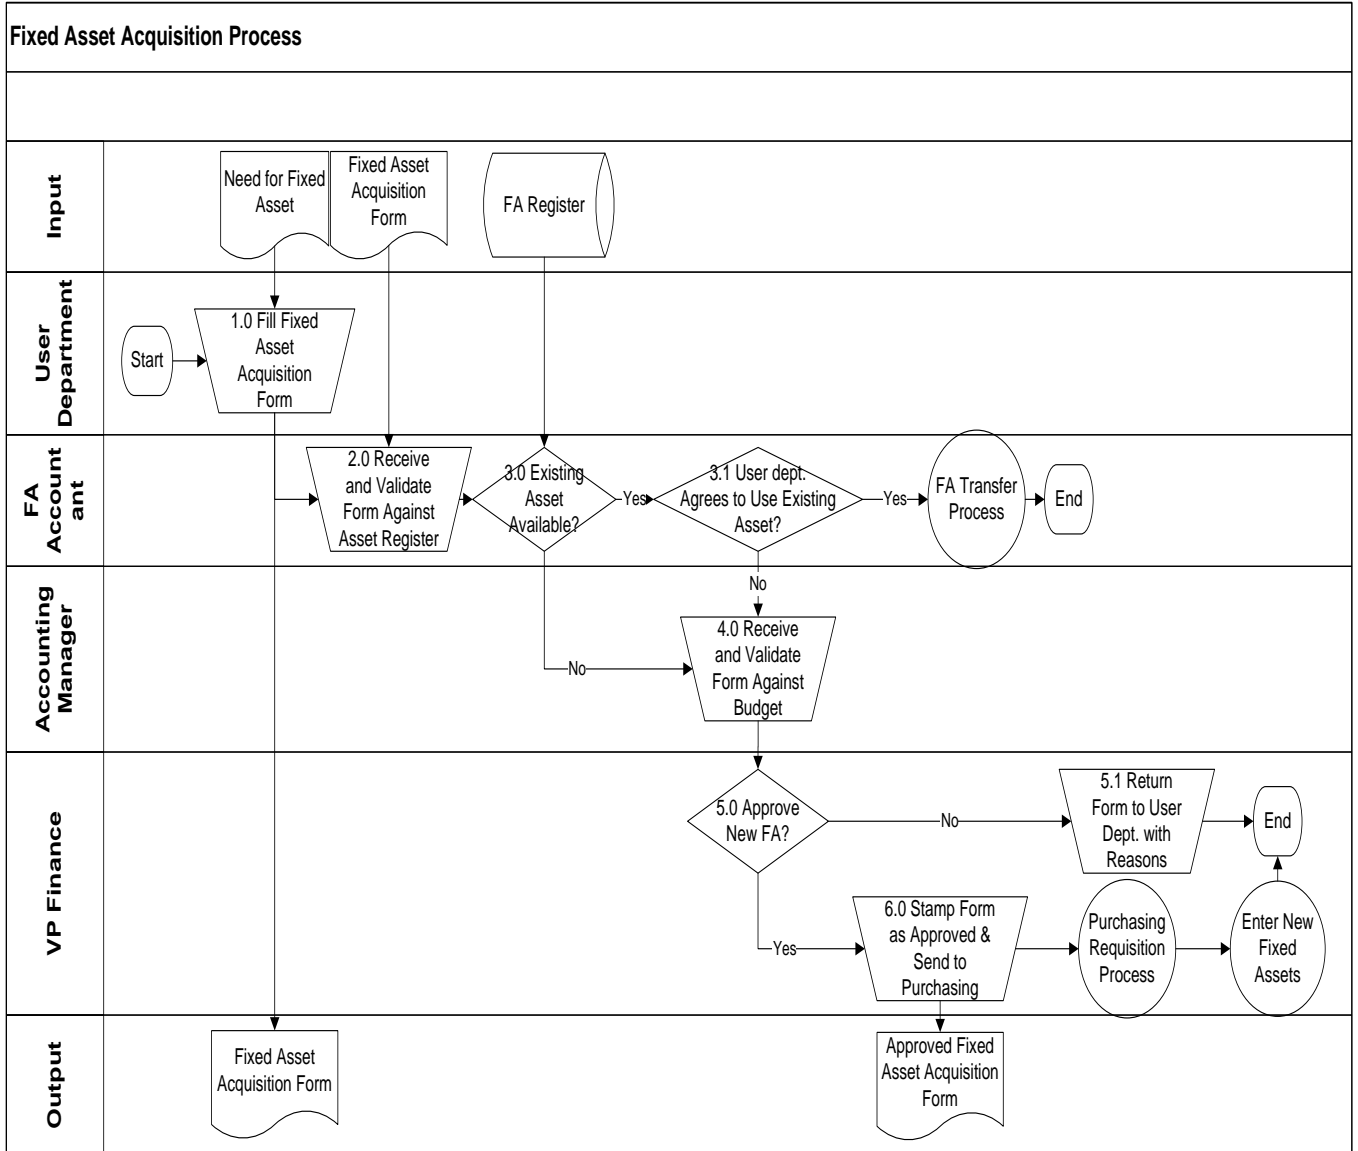 Fixed Asset Acquisition Process
Input
Need for Fixed
Asset
Fixed Asset
Acquisition
Form
FA Register
User
Department
Start
1.0 Fill Fixed
Asset
Acquisition
Form
FA
Account
ant
2.0 Receive
and Validate
Form Against
Asset Register
3.0 Existing
Asset
Available?
Yes
3.1 User dept.
Agrees to Use Existing
Asset?
Yes
FA Transfer
Process
End
Accounting
Manager
No
No
4.0 Receive
and Validate
Form Against
Budget
VP Finance
5.0 Approve
New FA?
No
5.1 Return
Form to User
Dept. with
Reasons
End
Yes
6.0 Stamp Form
as Approved &
Send to
Purchasing
Purchasing
Requisition
Process
Enter New
Fixed
Assets
Output
Fixed Asset
Acquisition Form
Approved Fixed
Asset Acquisition
Form